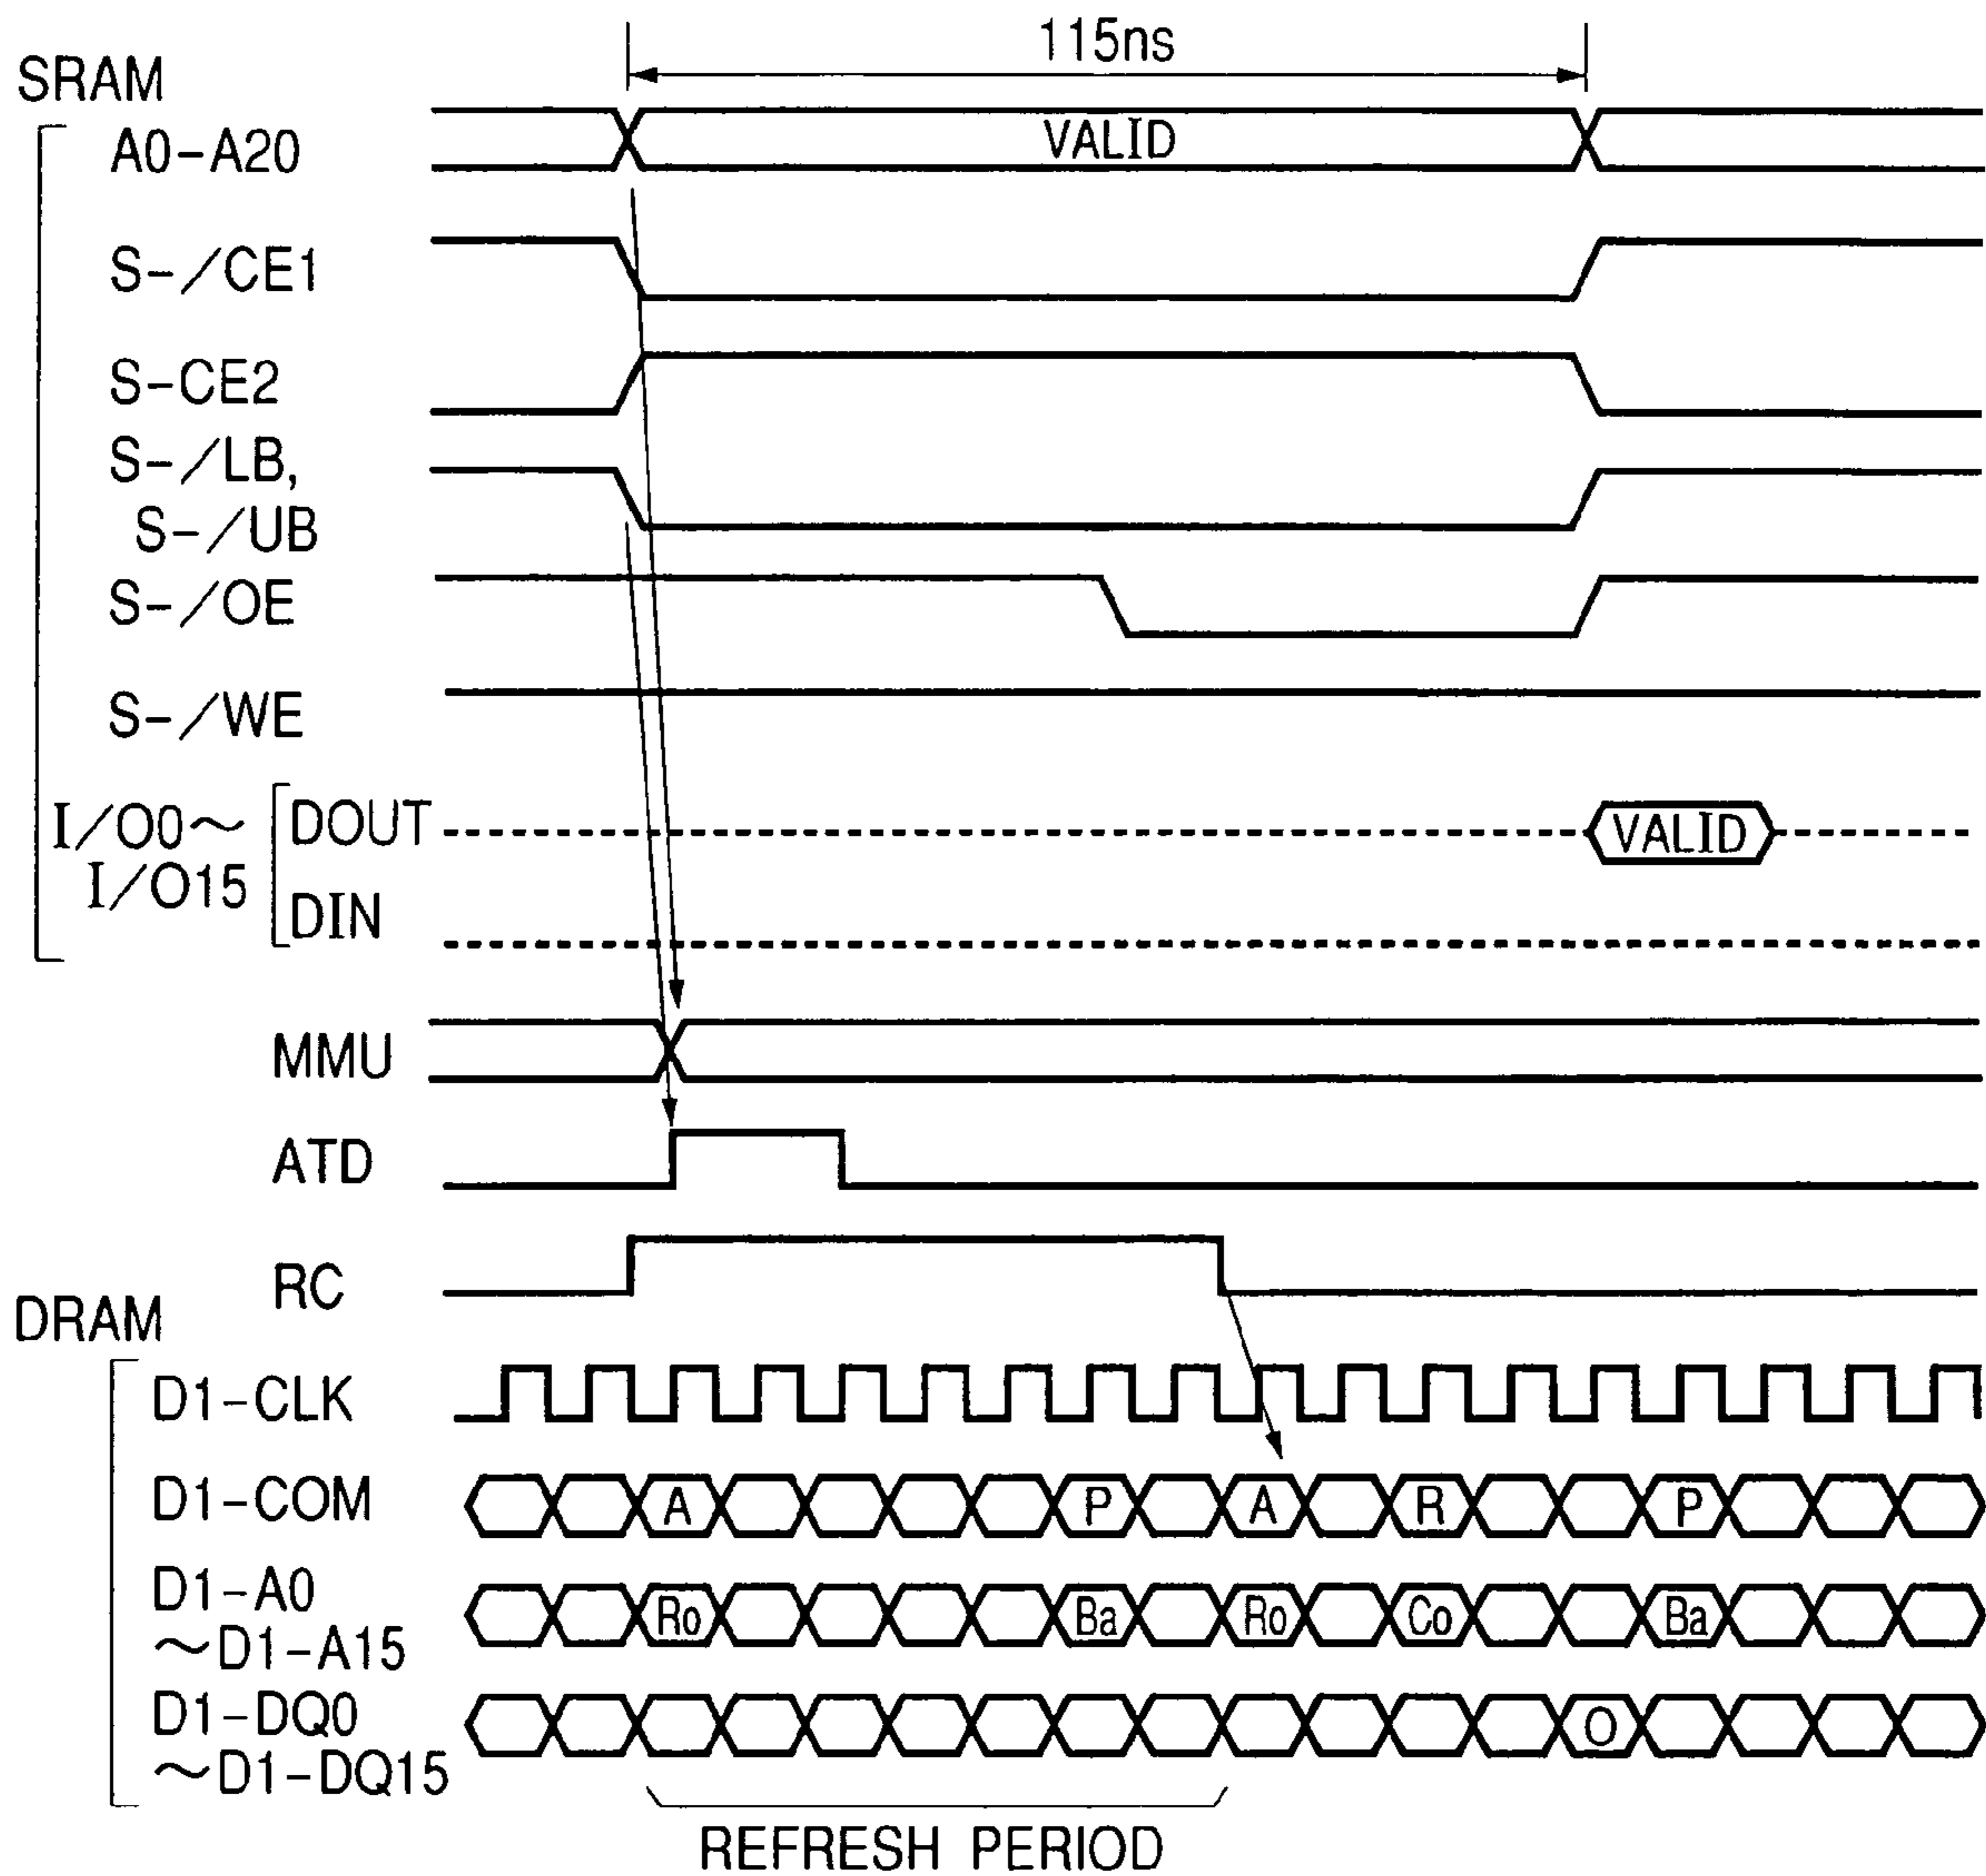 115ns
SRAM
A0-A20 VALID
S-/CE1
S-CE2
S-/LB,
S-/UB
S-/OE
S-/WE
I/O0~ DOUT VALID
I/O15
DIN
MMU
ATD
RC
DRAM
D1-CLK
D1-COM A P A R P
D1-A0 Ro Ba Ro Co Ba
~D1-A15
D1-DQ0 O
~D1-DQ15
REFRESH PERIOD